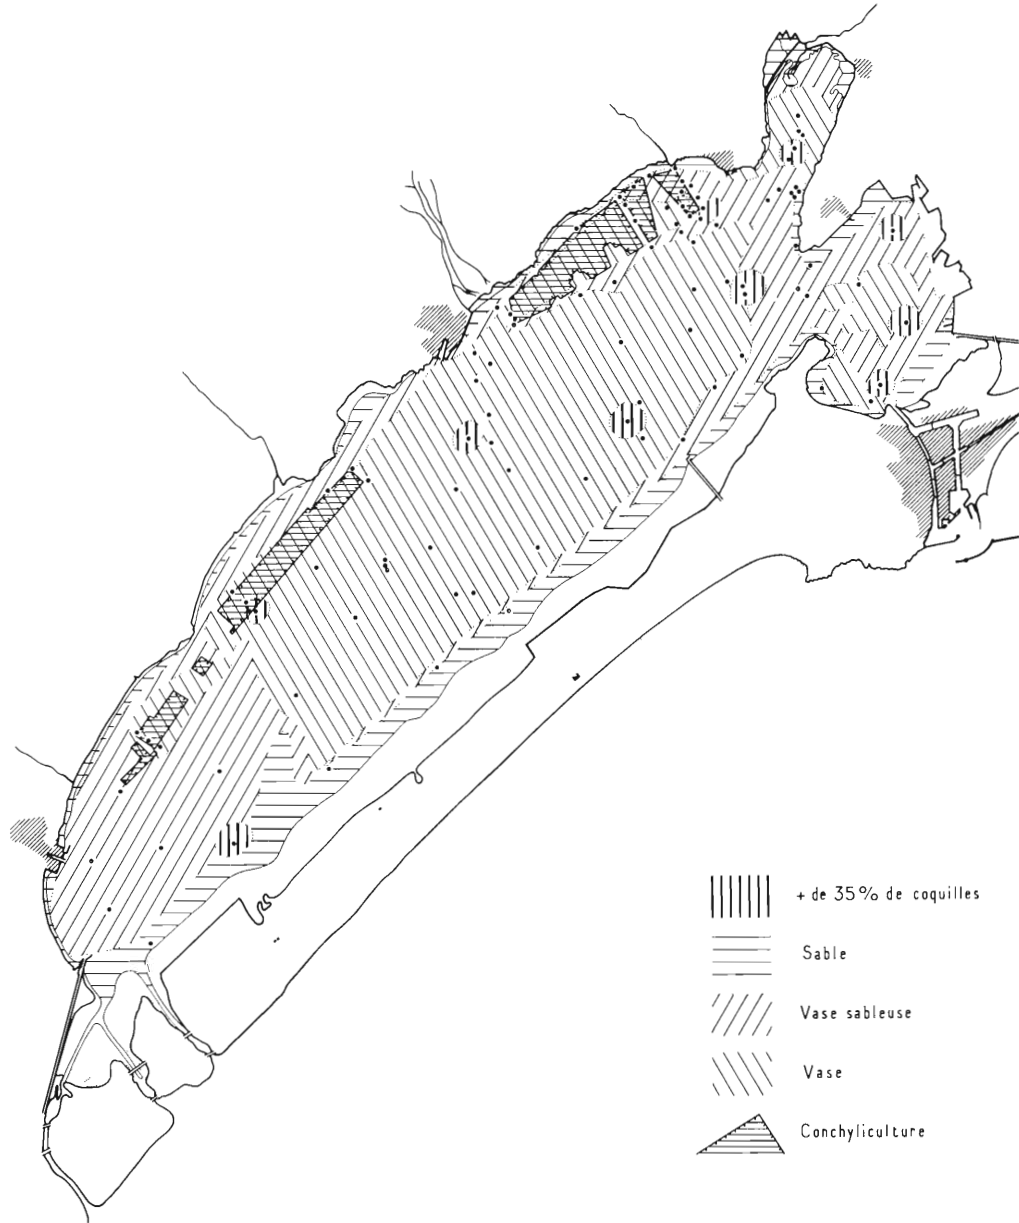 + de 35% de coquilles
Sable
Vase sableuse
Vase
Conchyliculture